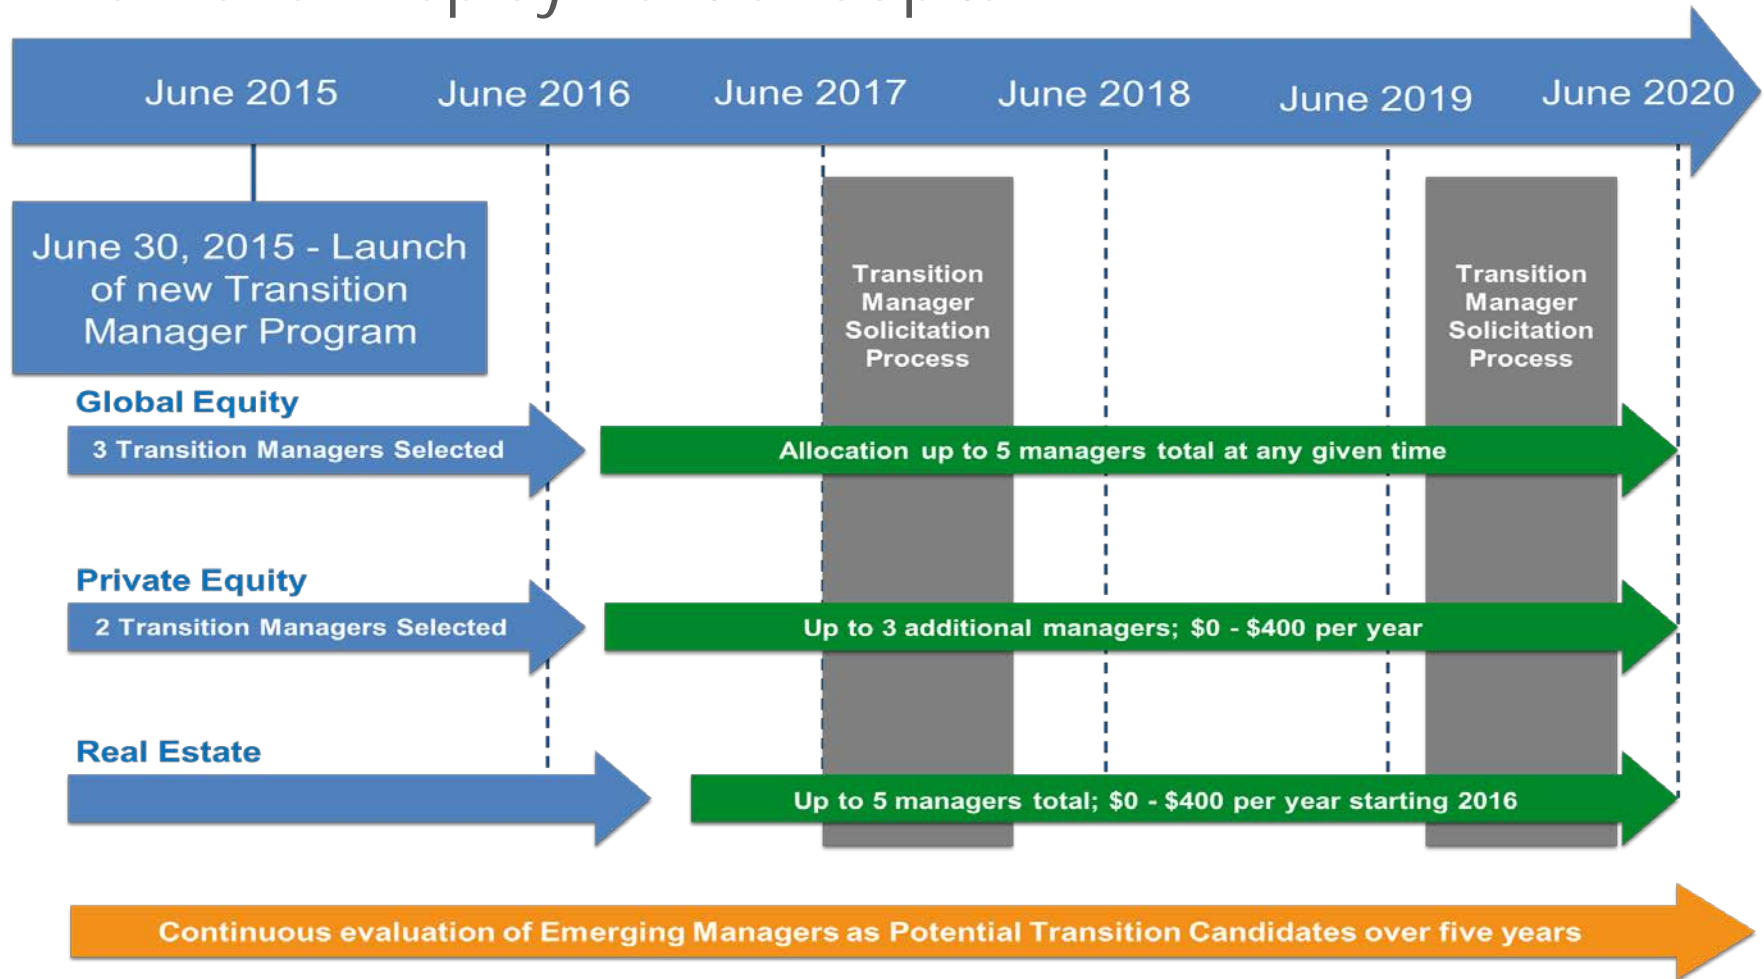 June 2015 June 2016 June 2017 June 2018 June 2019 June 2020
June 30, 2015 - Launch
of new Transition
Manager Program
Transition
Manager
Solicitation
Process
Transition
Manager
Solicitation
Process
Global Equity
3 Transition Managers Selected
Allocation up to 5 managers total at any given time
Private Equity
2 Transition Managers Selected
Up to 3 additional managers; $0 - $400 per year
Real Estate
Up to 5 managers total; $0 - $400 per year starting 2016
Continuous evaluation of Emerging Managers as Potential Transition Candidates over five years